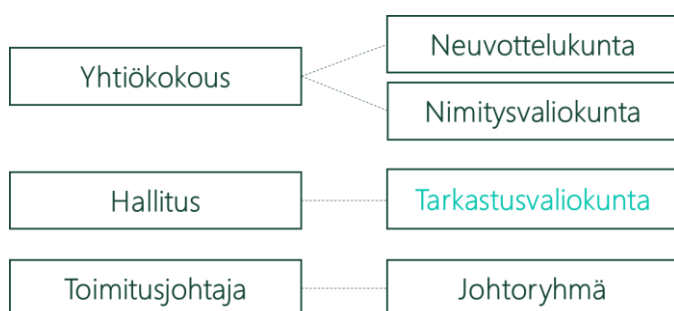 Yhtiökokous
Neuvottelukunta
Nimitysvaliokunta
Hallitus
Tarkastusvaliokunta
Toimitusjohtaja
Johtoryhmä